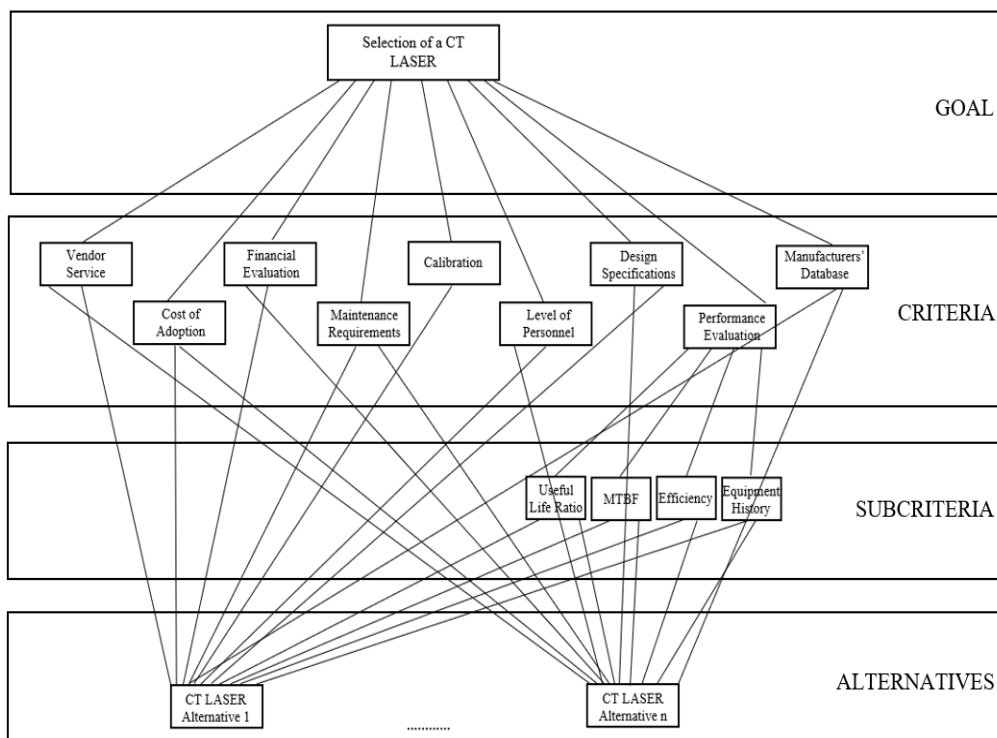 Selection of a CT
LASER
GOAL
Vendor
Service
Financial
Evaluation
Calibration
Design
Specifications
Manufacturers’
Database
Cost of
Adoption
Maintenance
Requirements
Level of
Personnel
Performance
Evaluation
CRITERIA
Useful
Life Ratio
MTBF
Efficiency
Equipment
History
SUBCRITERIA
CT LASER
Alternative 1
............
CT LASER
Alternative n
ALTERNATIVES